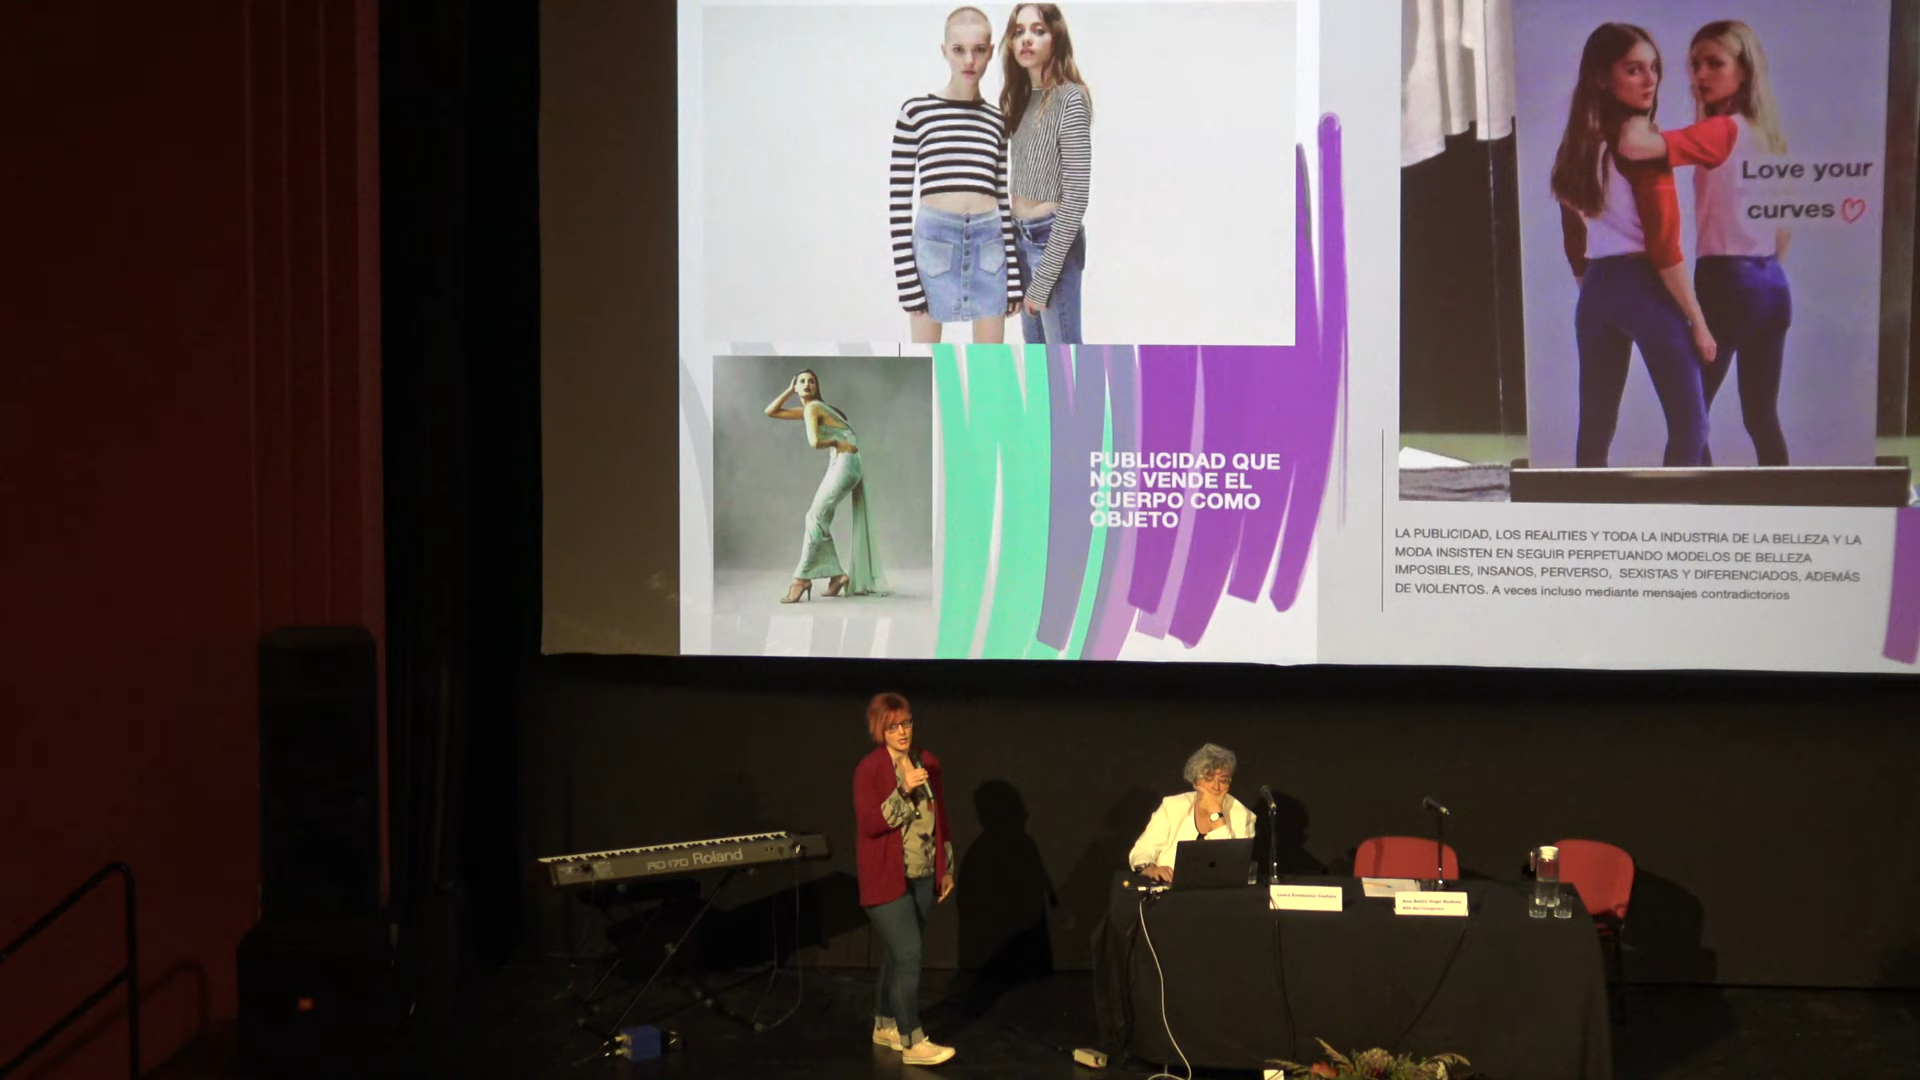 Love your
curves
PUBLICIDAD QUE
NOS VENDE EL
CUERPO COMO
OBJETO
LA PUBLICIDAD, LOS REALITIES Y TODA LA INDUSTRIA DE LA BELLEZA Y LA
MODA INSISTEN EN SEGUIR PERPETUANDO MODELOS DE BELLEZA
IMPOSIBLES, INSANOS, PERVERSO, SEXISTAS Y DIFERENCIADOS, ADEMÁS
DE VIOLENTOS. A veces incluso mediante mensajes contradictorios
RD-170 Roland
Ana Belén